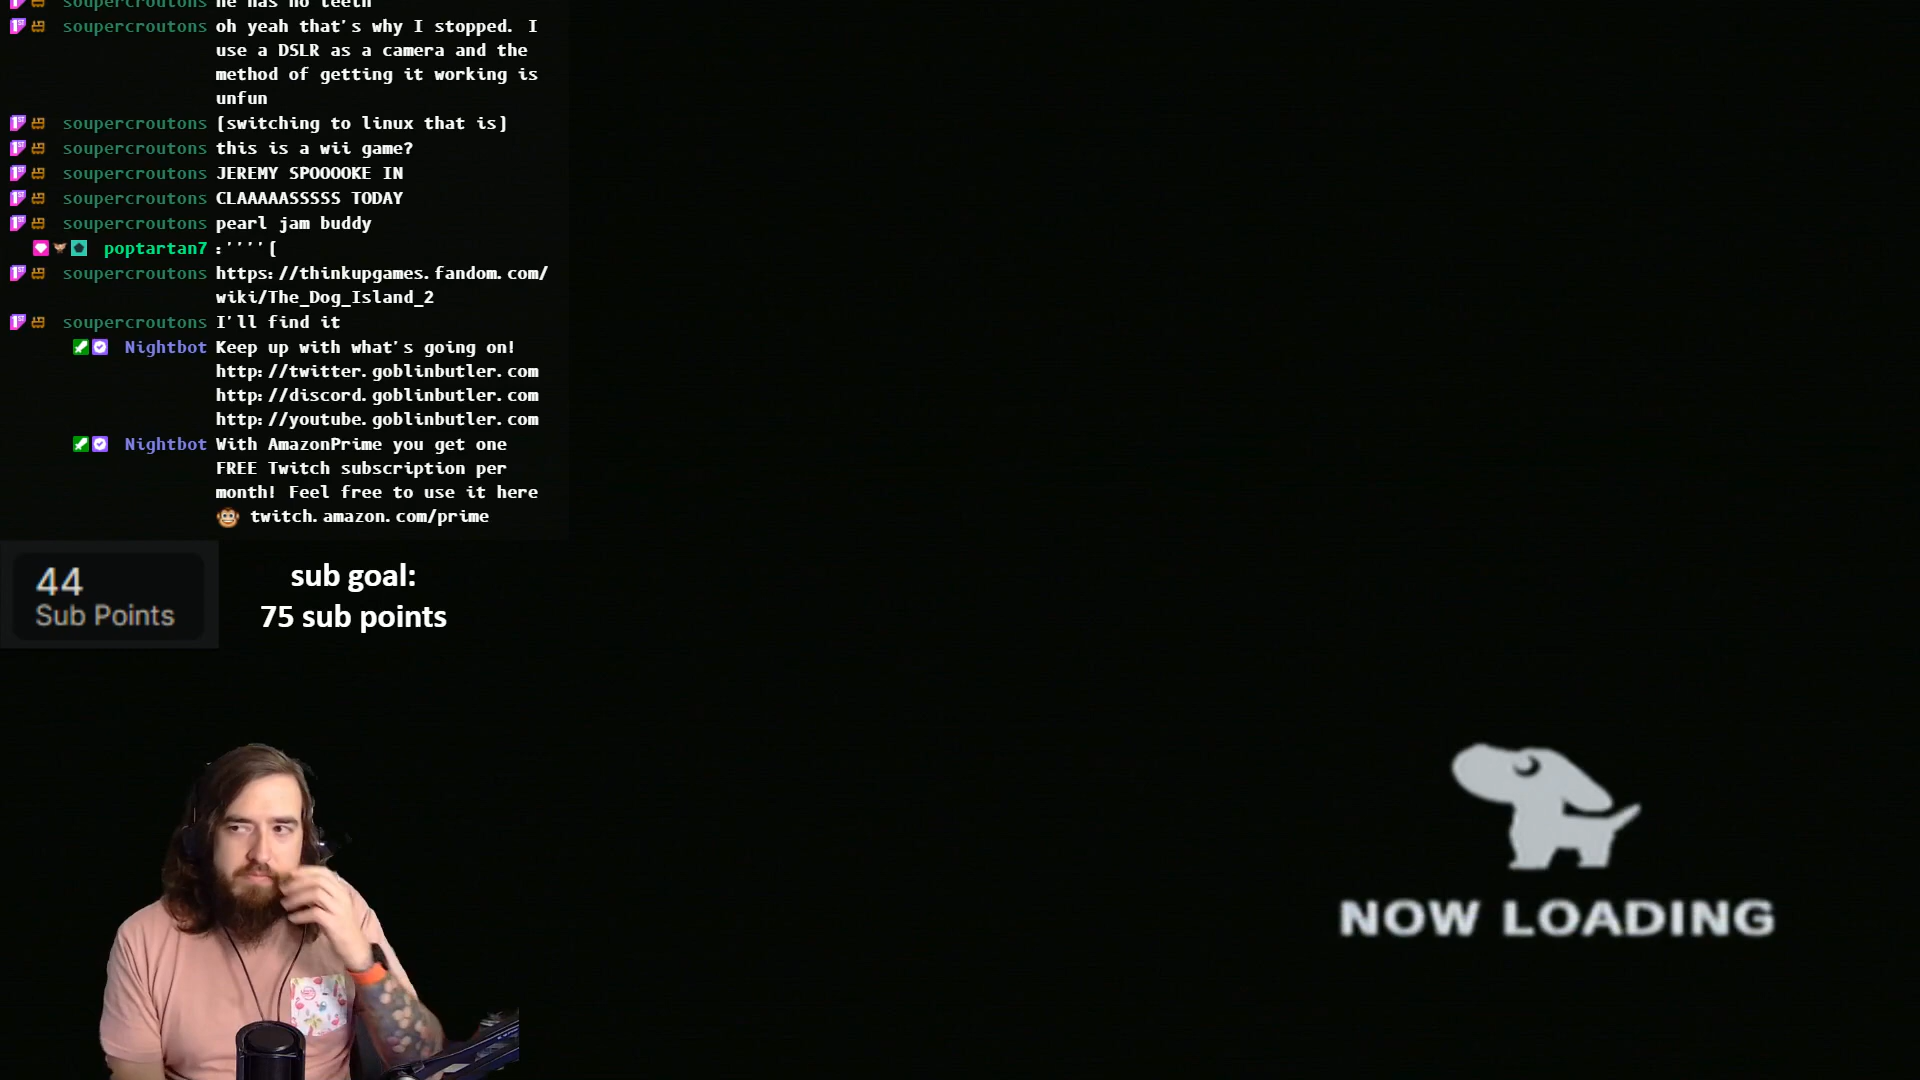 soupercroutons he has no teeth
soupercroutons oh yeah that's why I stopped. I
use a DSLR as a camera and the
method of getting it working is
unfun
soupercroutons [switching to linux that is]
soupercroutons this is a wii game?
soupercroutons JEREMY SPOOOOKE IN
soupercroutons CLAAAAASSSSS TODAY
soupercroutons pearl jam buddy
poptartan7 :''''[
soupercroutons https://thinkupgames.fandom.com/
wiki/The_Dog_Island_2
soupercroutons I'll find it
Nightbot Keep up with what's going on!
http://twitter.goblinbutler.com
http://discord.goblinbutler.com
http://youtube.goblinbutler.com
Nightbot With AmazonPrime you get one
FREE Twitch subscription per
month! Feel free to use it here
twitch.amazon.com/prime
44
Sub Points
sub goal:
75 sub points
NOW LOADING